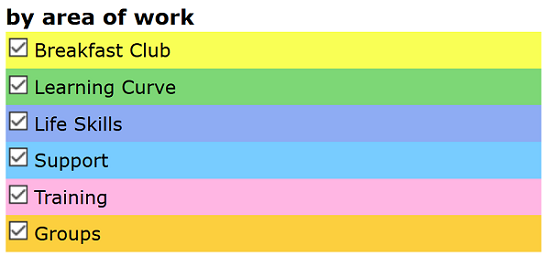 by area of work
Breakfast Club
Learning Curve
Life Skills
Support
Training
Groups